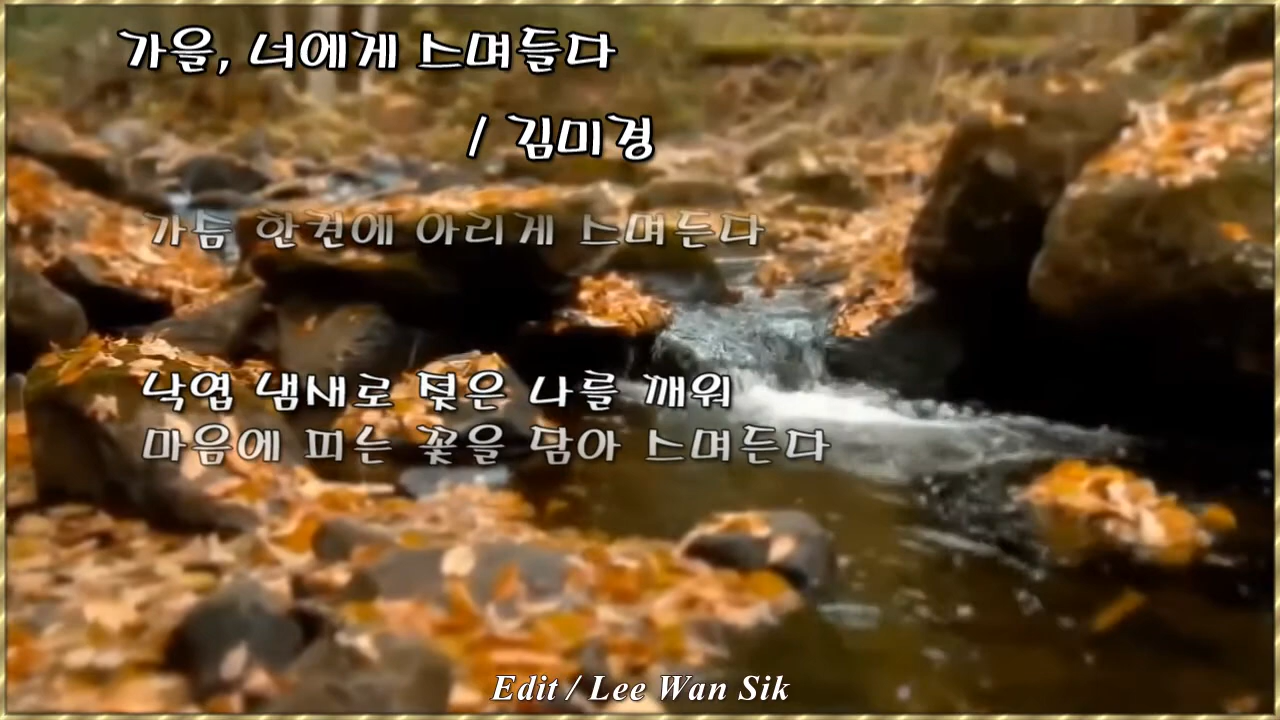 가을, 너에게 스며들다
/ 김미경
가슴 한켠에 아리게 스며든다
낙엽 냄새로 젖은 나를 깨워
마음에 피는 꽃을 담아 스며든다
Edit / Lee Wan Sik